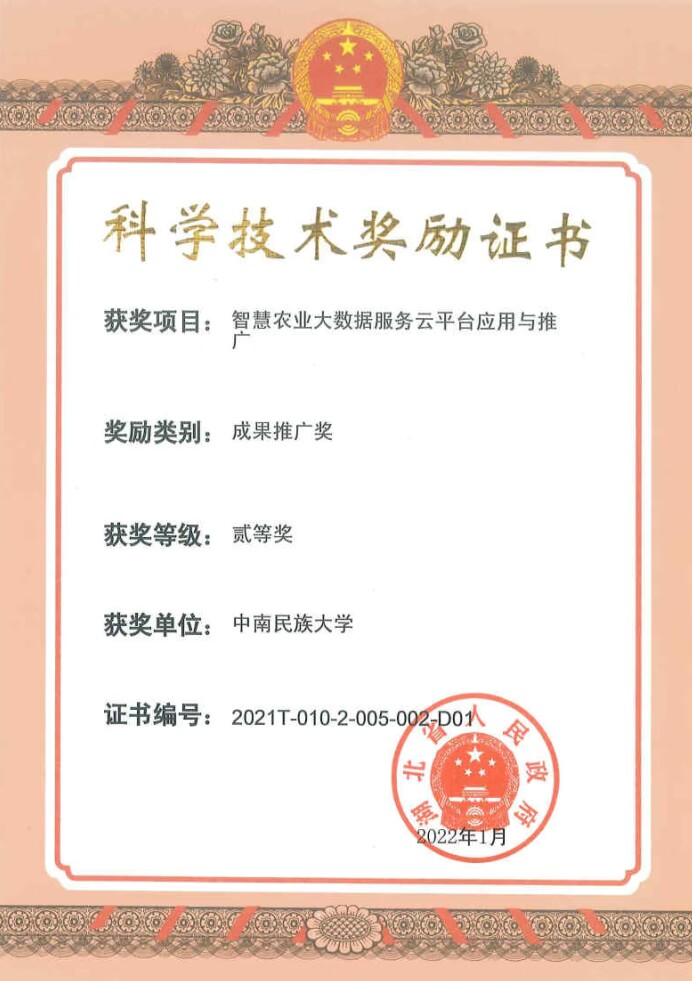 科学技术奖励证书
获奖项目：智慧农业大数据服务云平台应用与推
广
奖励类别：成果推广奖
获奖等级：贰等奖
获奖单位：中南民族大学
证书编号：2021T-010-2-005-002-D01
湖北省人民政府
2022年1月